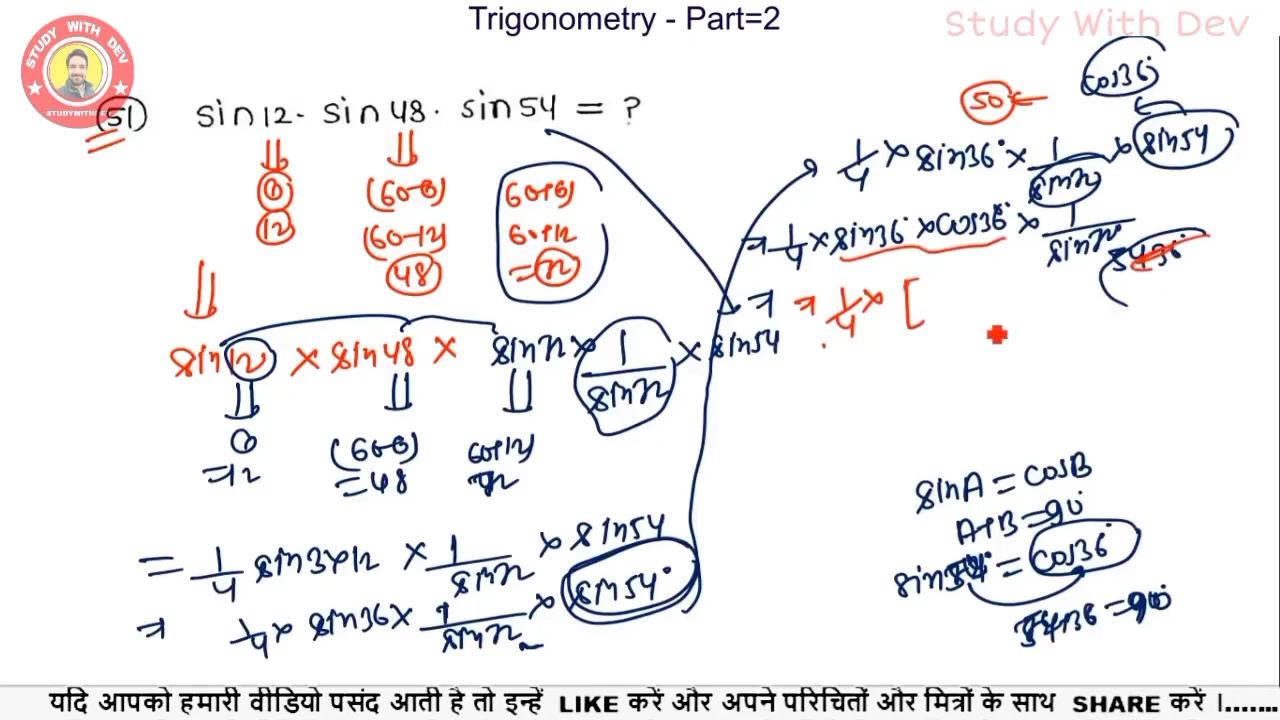 Trigonometry - Part=2
Study With Dev
STUDY WITH DEV
STUDYWITH
(51) sin12. sin48. sin54 = ?
θ (60-θ) 60+θ
12 (60-12) 60+12
48 =72
sin12 × sin48 × sin72 × 1/sin72 × sin54
θ (60-θ) 60+12
=12 =48 72
= 1/4 sin3×12 × 1/sin72 × sin54
⇒ 1/4 × sin36 × 1/sin72 × sin54°
50 ←
cos36°
1/4 × sin36° × 1/sin72 × sin54
⇒ 1/4 × sin36° × cos36° × 1/sin72°
⇒ ⇒ 1/4 × [
sinA = cosB
A+B=90°
sin54° = cos36°
54+36 = 90°
यदि आपको हमारी वीडियो पसंद आती है तो इन्हें LIKE करें और अपने परिचितों और मित्रों के साथ SHARE करें ।.......